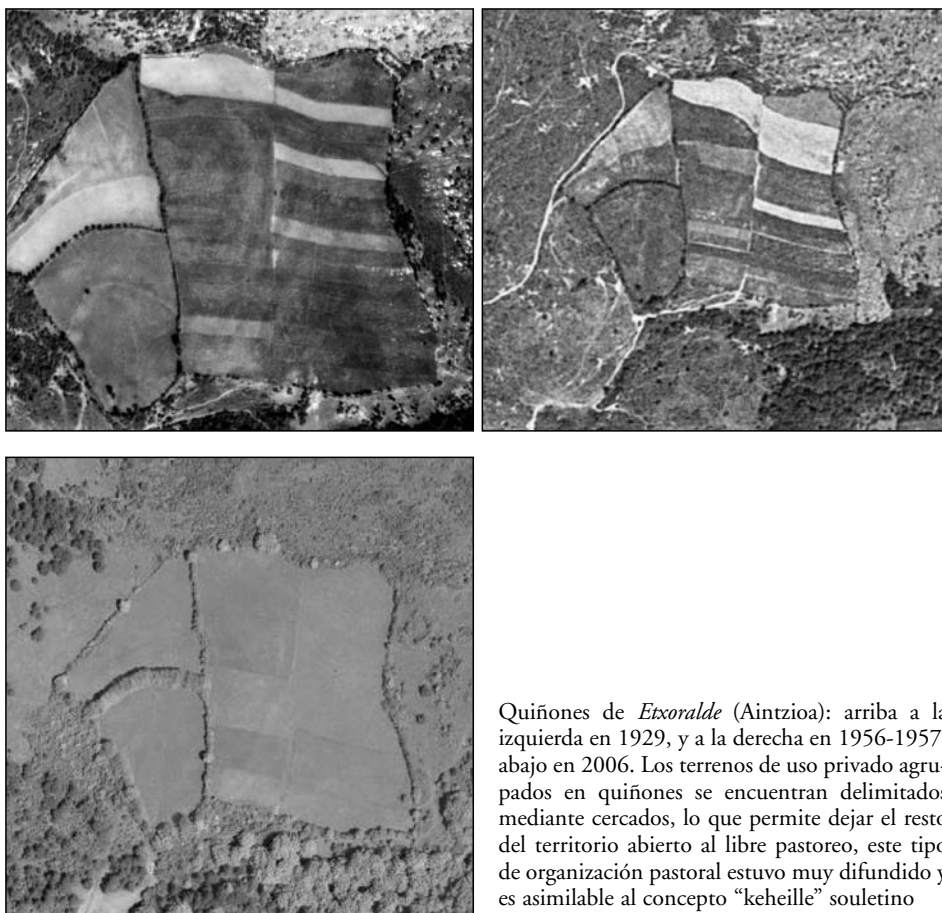 Quiñones de Etxoralde (Aintzioa): arriba a la
izquierda en 1929, y a la derecha en 1956-1957
abajo en 2006. Los terrenos de uso privado agru-
pados en quiñones se encuentran delimitados
mediante cercados, lo que permite dejar el resto
del territorio abierto al libre pastoreo, este tipo
de organización pastoral estuvo muy difundido y
es asimilable al concepto “keheille” souletino